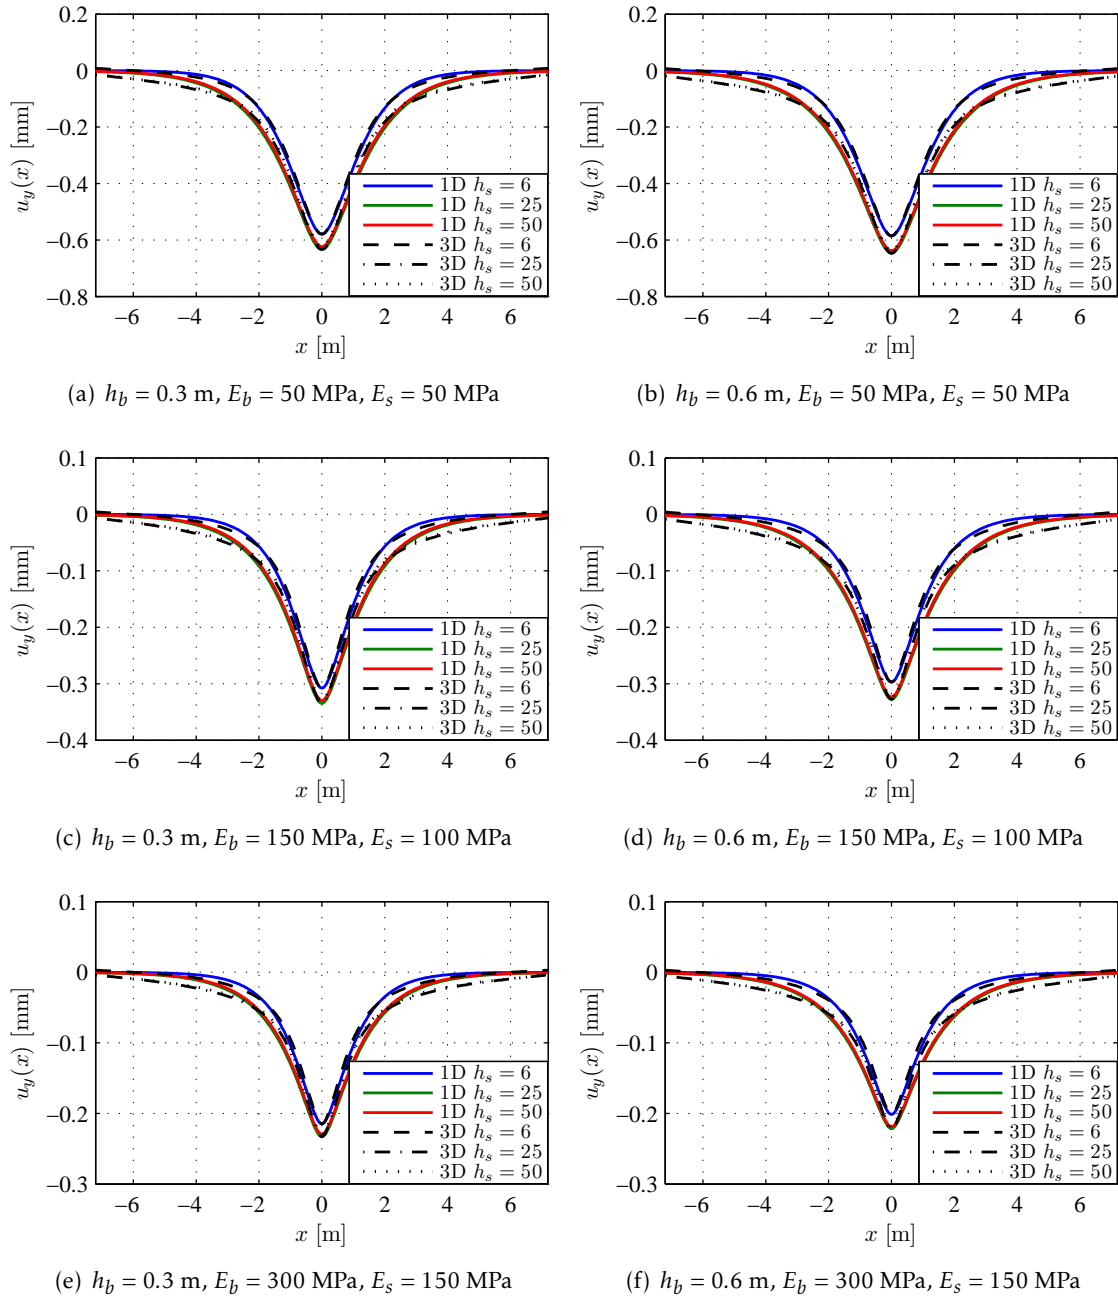 0.2
0
−0.2
−0.4
−0.6
−0.8
u_y(x) [mm]
−6 −4 −2 0 2 4 6
x [m]
1D h_s = 6
1D h_s = 25
1D h_s = 50
3D h_s = 6
3D h_s = 25
3D h_s = 50
(a) h_b = 0.3 m, E_b = 50 MPa, E_s = 50 MPa
0.2
0
−0.2
−0.4
−0.6
−0.8
u_y(x) [mm]
−6 −4 −2 0 2 4 6
x [m]
1D h_s = 6
1D h_s = 25
1D h_s = 50
3D h_s = 6
3D h_s = 25
3D h_s = 50
(b) h_b = 0.6 m, E_b = 50 MPa, E_s = 50 MPa
0.1
0
−0.1
−0.2
−0.3
−0.4
u_y(x) [mm]
−6 −4 −2 0 2 4 6
x [m]
1D h_s = 6
1D h_s = 25
1D h_s = 50
3D h_s = 6
3D h_s = 25
3D h_s = 50
(c) h_b = 0.3 m, E_b = 150 MPa, E_s = 100 MPa
0.1
0
−0.1
−0.2
−0.3
−0.4
u_y(x) [mm]
−6 −4 −2 0 2 4 6
x [m]
1D h_s = 6
1D h_s = 25
1D h_s = 50
3D h_s = 6
3D h_s = 25
3D h_s = 50
(d) h_b = 0.6 m, E_b = 150 MPa, E_s = 100 MPa
0.1
0
−0.1
−0.2
−0.3
u_y(x) [mm]
−6 −4 −2 0 2 4 6
x [m]
1D h_s = 6
1D h_s = 25
1D h_s = 50
3D h_s = 6
3D h_s = 25
3D h_s = 50
(e) h_b = 0.3 m, E_b = 300 MPa, E_s = 150 MPa
0.1
0
−0.1
−0.2
−0.3
u_y(x) [mm]
−6 −4 −2 0 2 4 6
x [m]
1D h_s = 6
1D h_s = 25
1D h_s = 50
3D h_s = 6
3D h_s = 25
3D h_s = 50
(f) h_b = 0.6 m, E_b = 300 MPa, E_s = 150 MPa